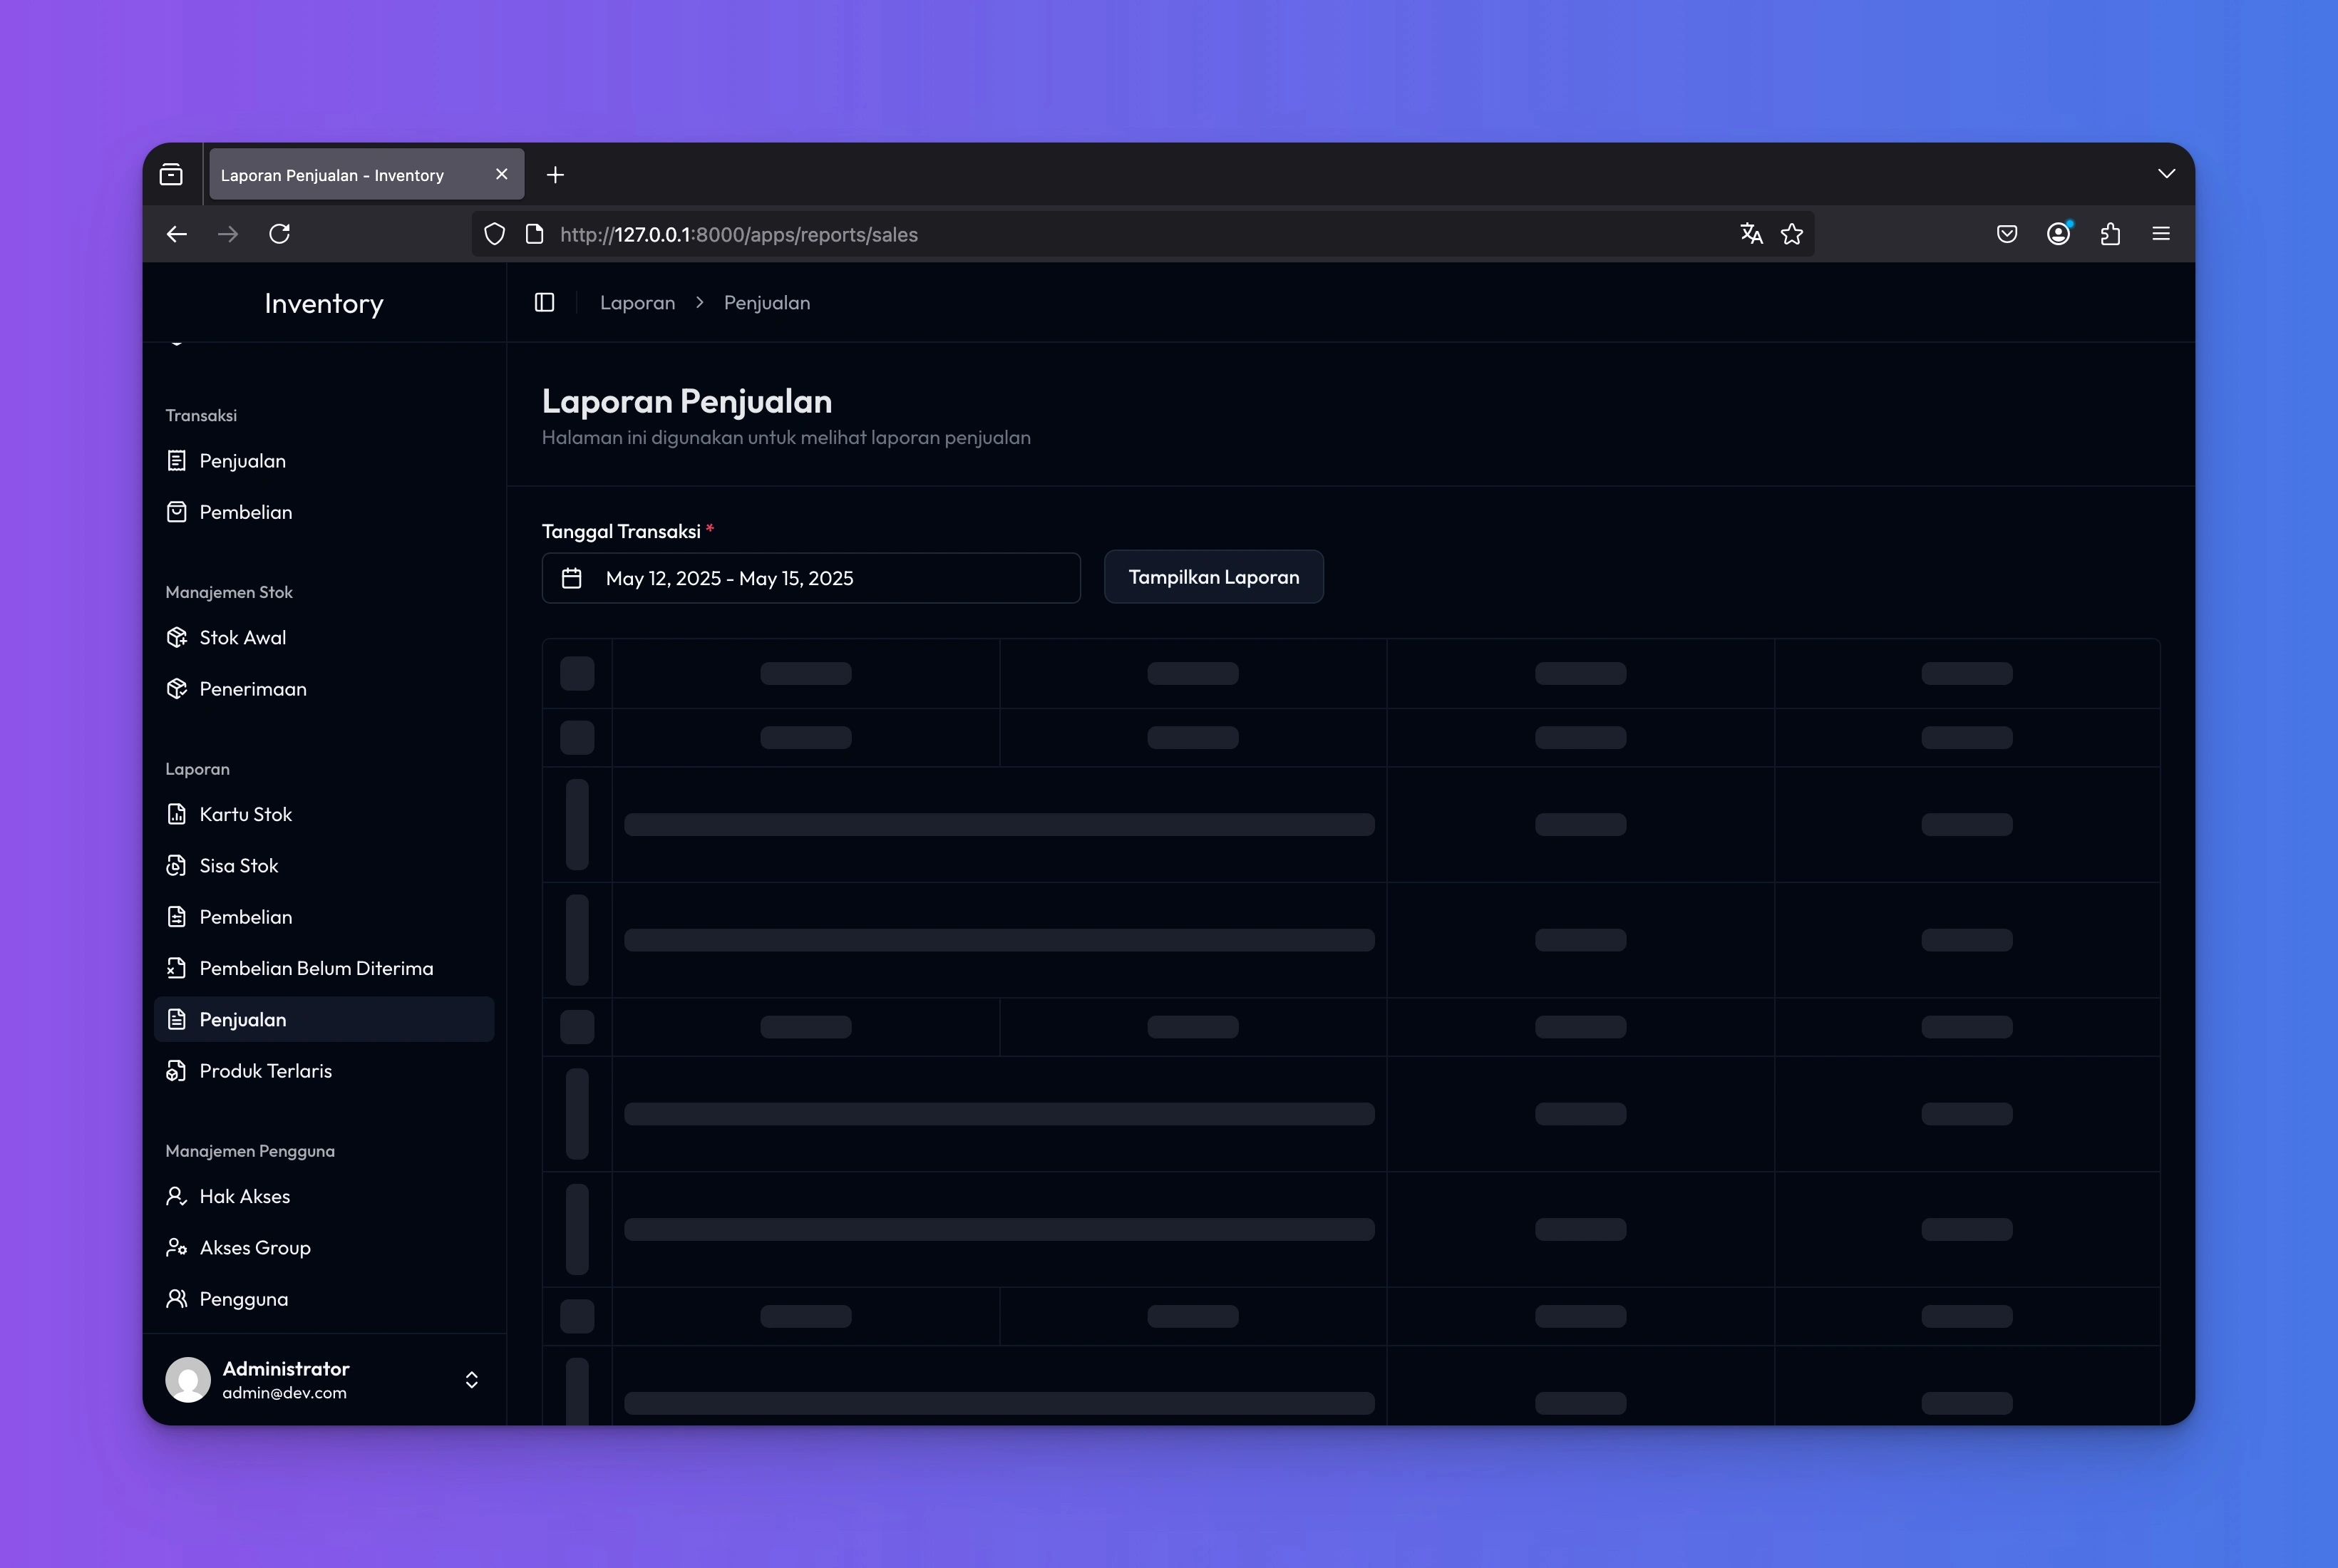 Laporan Penjualan - Inventory
http://127.0.0.1:8000/apps/reports/sales
Inventory
Laporan > Penjualan
Transaksi
Penjualan
Pembelian
Manajemen Stok
Stok Awal
Penerimaan
Laporan
Kartu Stok
Sisa Stok
Pembelian
Pembelian Belum Diterima
Penjualan
Produk Terlaris
Manajemen Pengguna
Hak Akses
Akses Group
Pengguna
Administrator
admin@dev.com
Laporan Penjualan
Halaman ini digunakan untuk melihat laporan penjualan
Tanggal Transaksi *
May 12, 2025 - May 15, 2025
Tampilkan Laporan